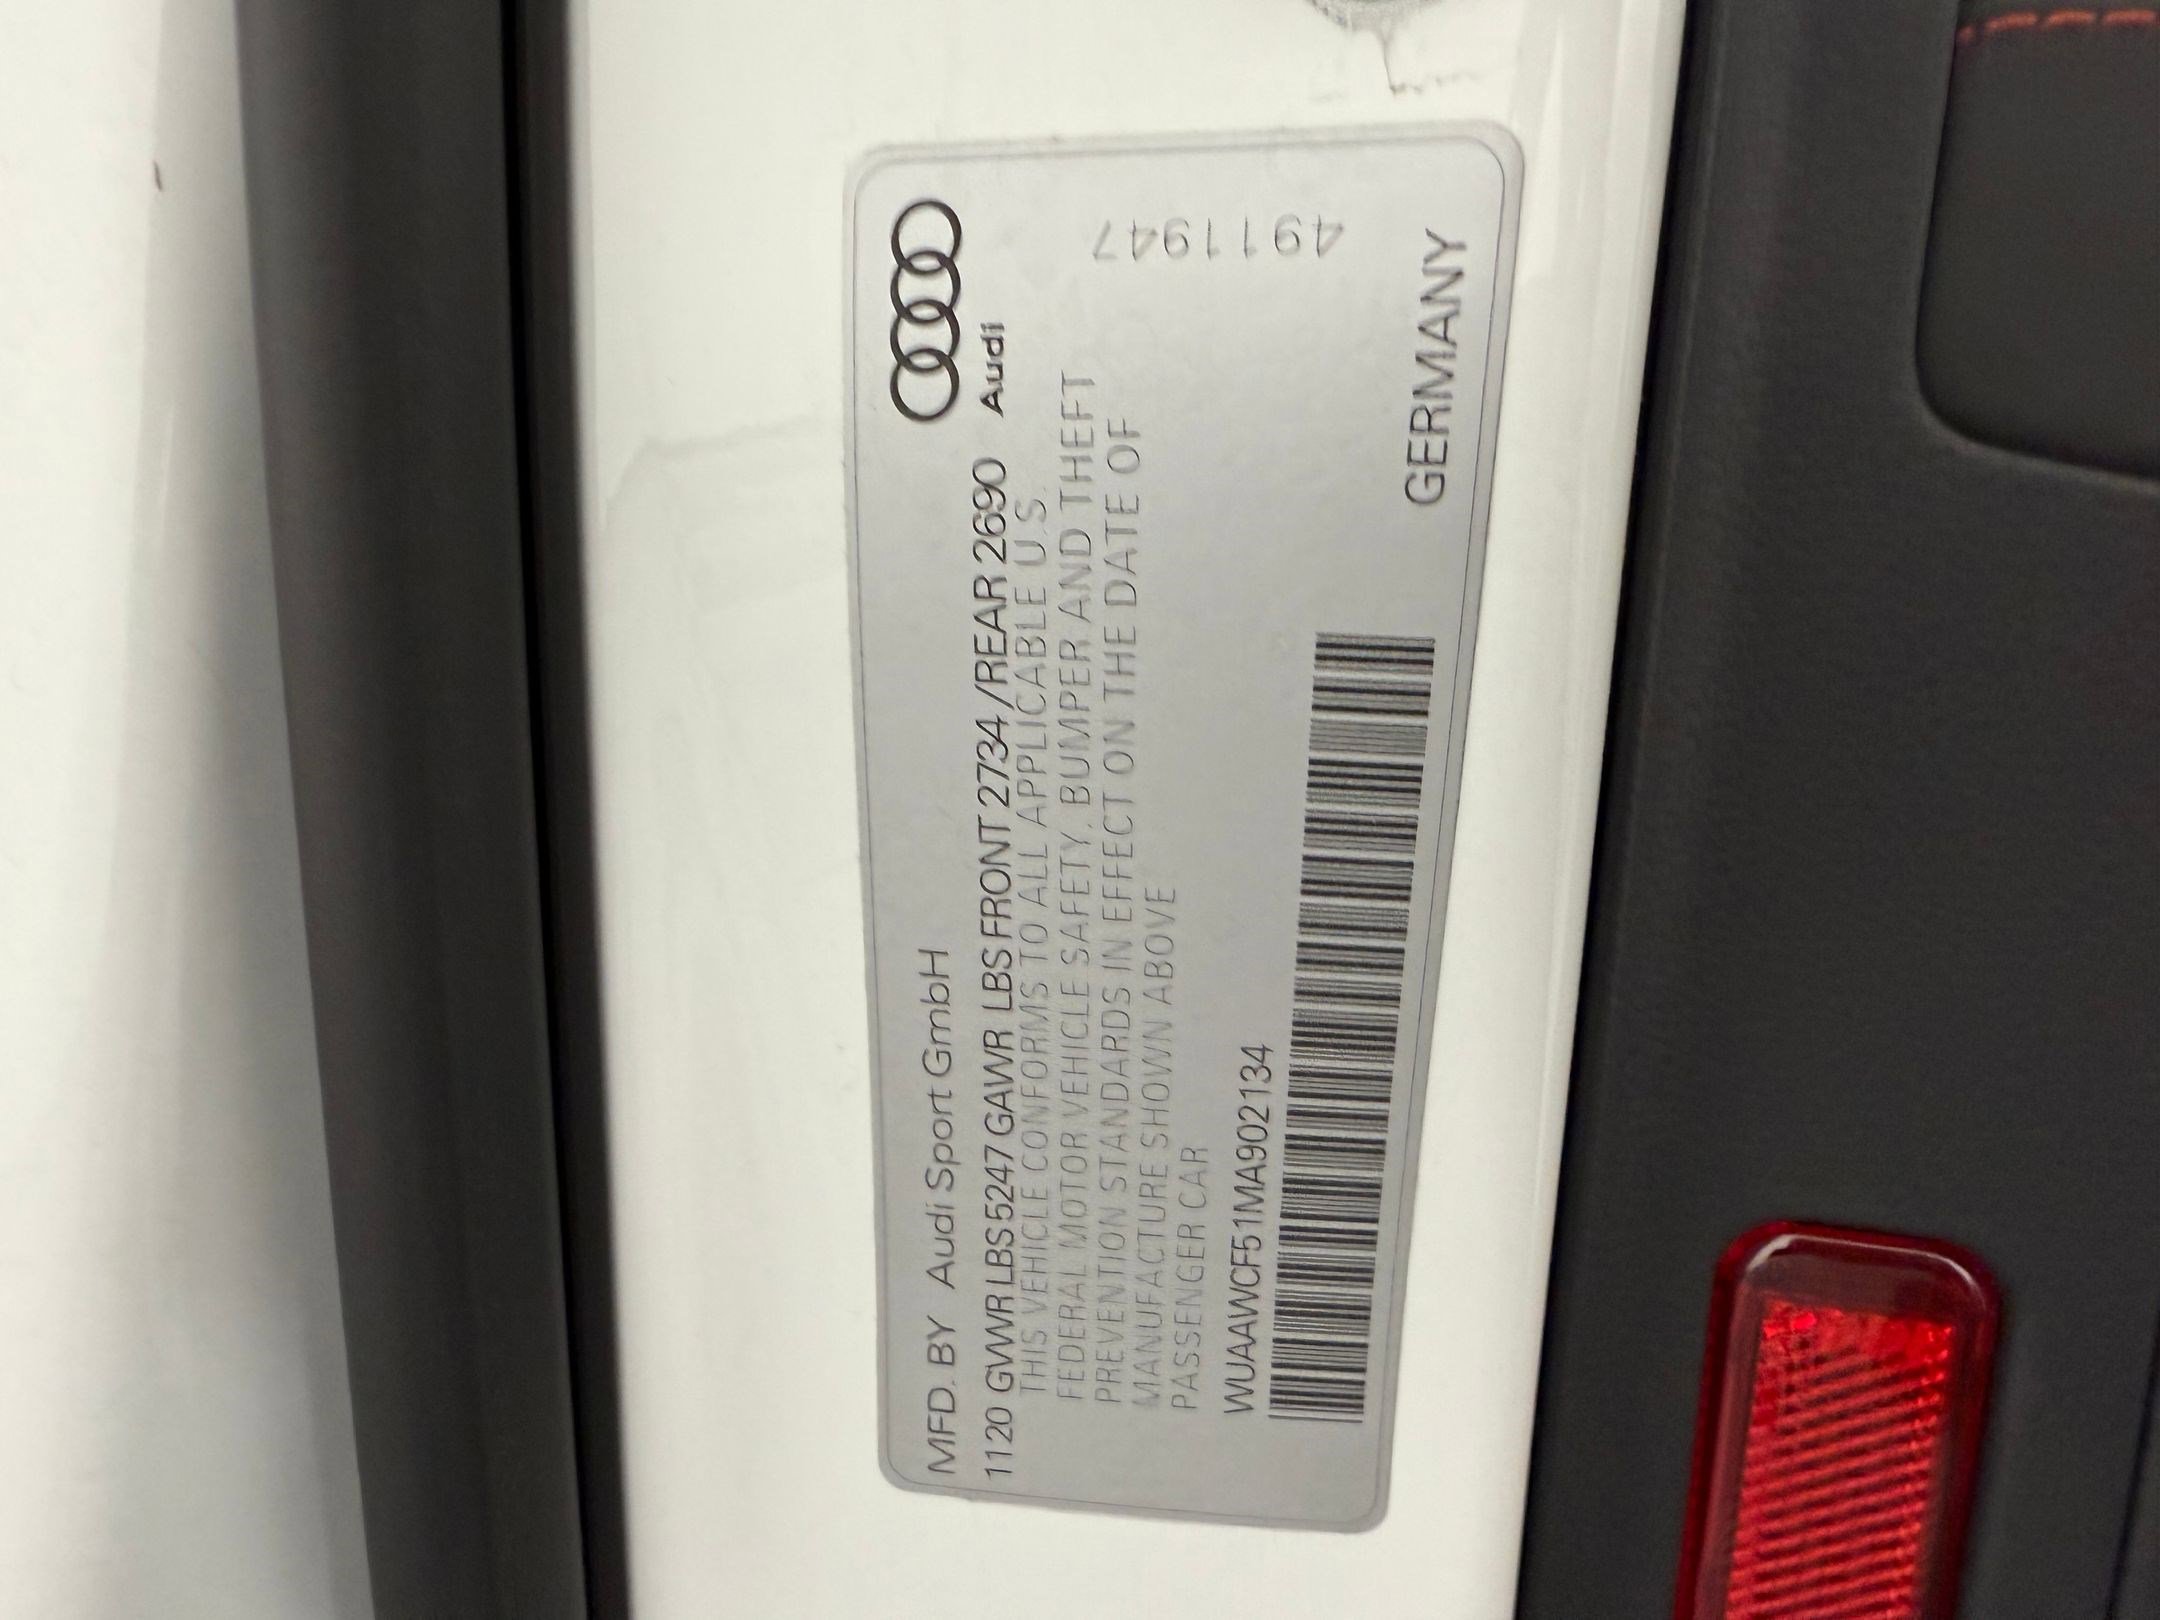 MFD. BY Audi Sport GmbH
Audi
1120 GVWR LBS 5247 GAWR LBS FRONT 2734 / REAR 2690
THIS VEHICLE CONFORMS TO ALL APPLICABLE U.S.
FEDERAL MOTOR VEHICLE SAFETY, BUMPER AND THEFT
PREVENTION STANDARDS IN EFFECT ON THE DATE OF
MANUFACTURE SHOWN ABOVE
PASSENGER CAR
4911947
WUAAWCF51MA902134
GERMANY